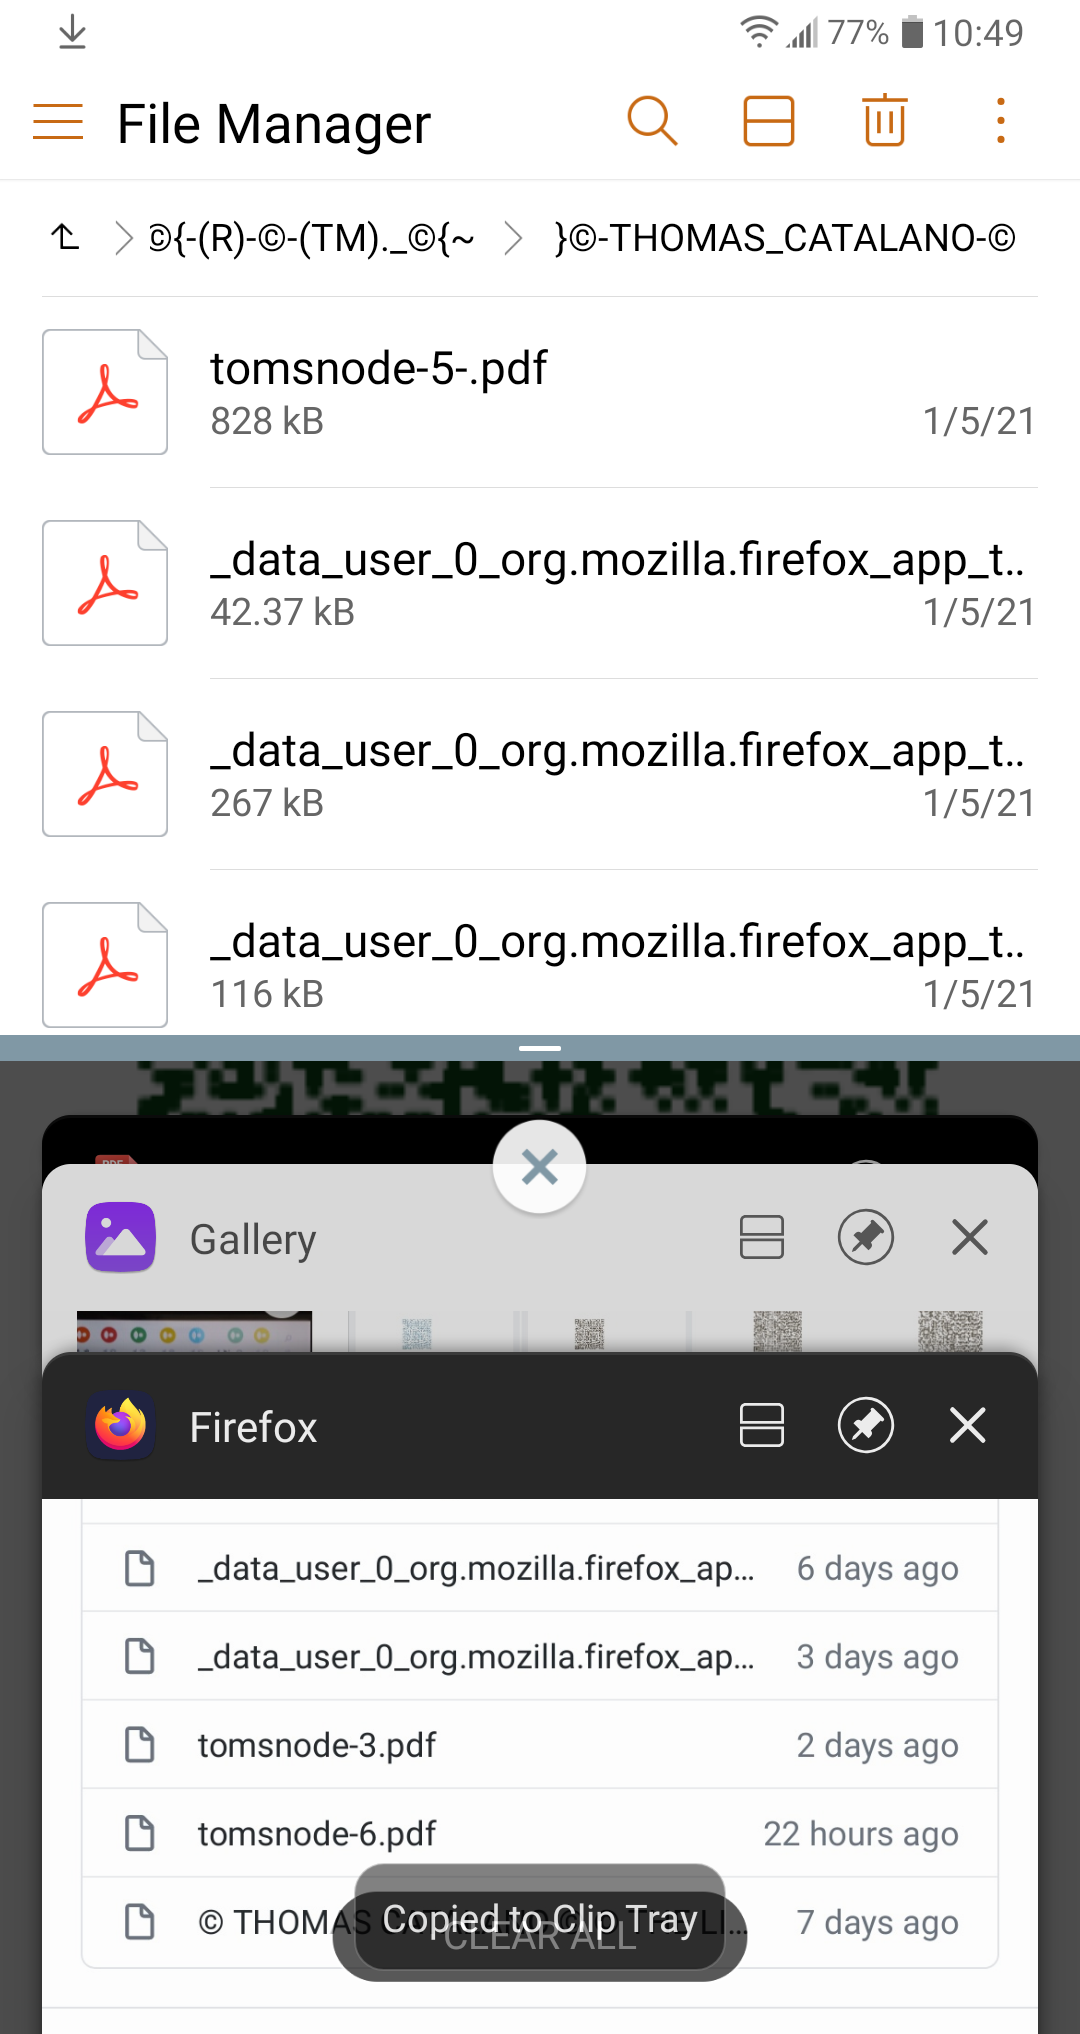 77% 10:49
File Manager
©{-(R)-©-(TM)._©{~ }©-THOMAS_CATALANO-©
tomsnode-5-.pdf
828 kB 1/5/21
_data_user_0_org.mozilla.firefox_app_t..
42.37 kB 1/5/21
_data_user_0_org.mozilla.firefox_app_t..
267 kB 1/5/21
_data_user_0_org.mozilla.firefox_app_t..
116 kB 1/5/21
PDF
Gallery
Firefox
_data_user_0_org.mozilla.firefox_ap... 6 days ago
_data_user_0_org.mozilla.firefox_ap... 3 days ago
tomsnode-3.pdf 2 days ago
tomsnode-6.pdf 22 hours ago
© THOMAS 7 days ago
Copied to Clip Tray
CLEAR ALL